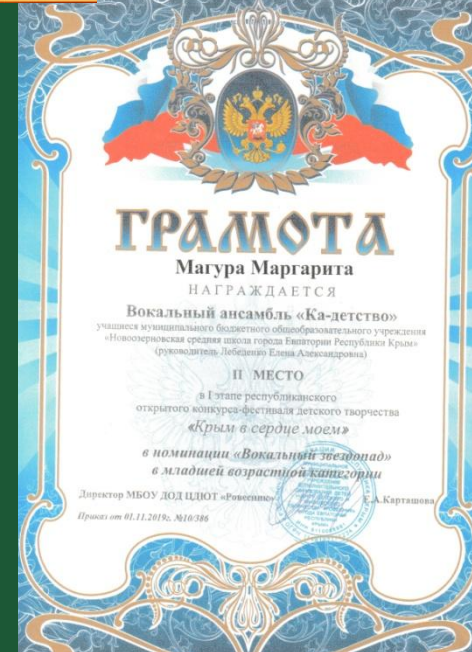 ГРАМОТА
Магура Маргарита
НАГРАЖДАЕТСЯ
Вокальный ансамбль «Ка-детство»
учащиеся муниципального бюджетного общеобразовательного учреждения
«Новоозерновская средняя школа города Евпатории Республики Крым»
(руководитель Лебеденко Елена Александровна)
II МЕСТО
в I этапе республиканского
открытого конкурса-фестиваля детского творчества
«Крым в сердце моем»
в номинации «Вокальный звездопад»
в младшей возрастной категории
Директор МБОУ ДОД ЦДЮТ «Ровесник» Е.А.Карташова
Приказ от 01.11.2019г. №10/386